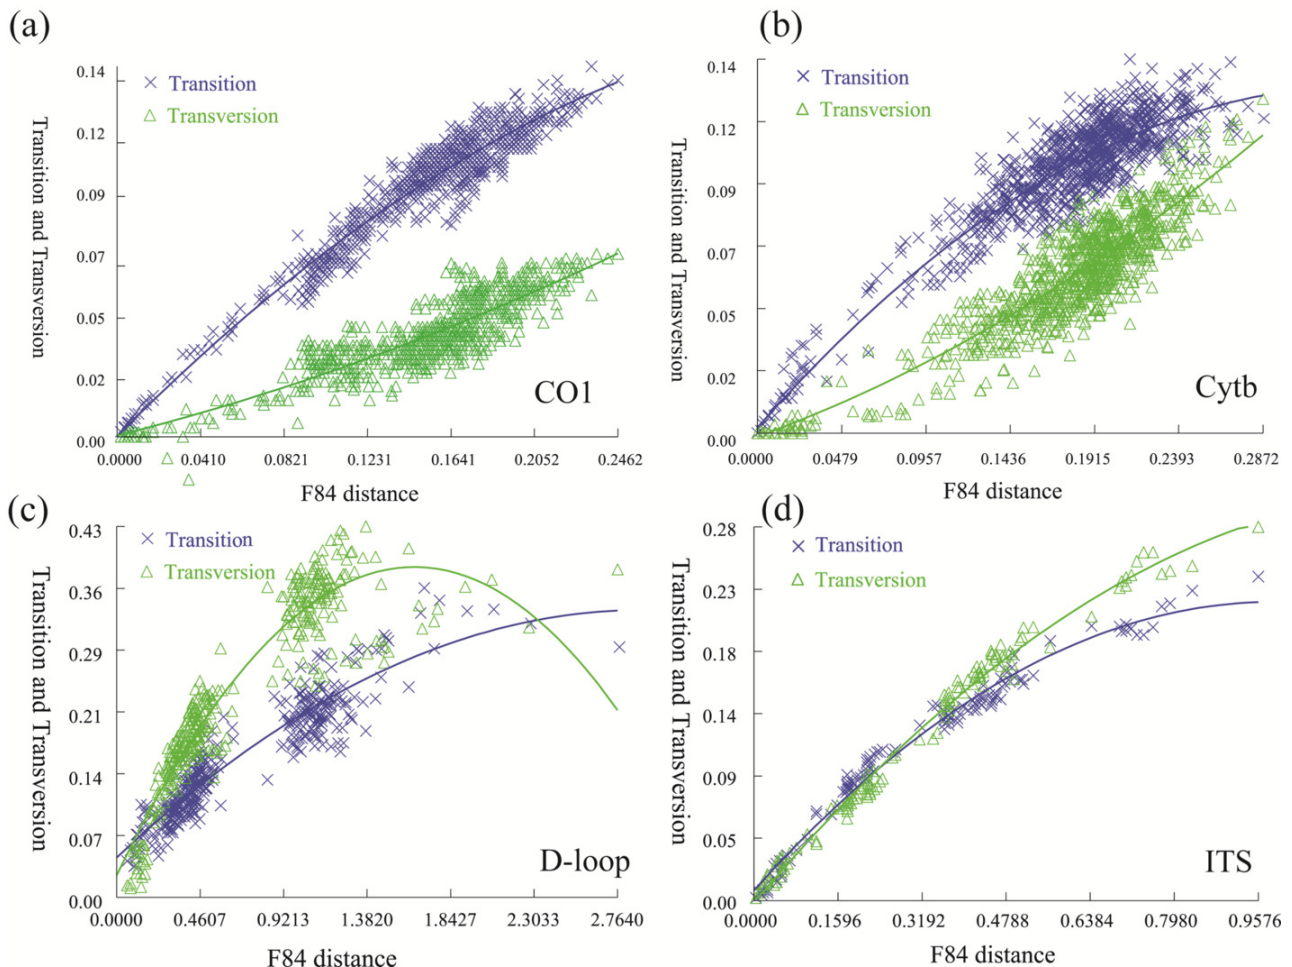 (a)
Transition and Transversion
0.14
0.12
0.09
0.07
0.05
0.02
0.00
Transition
Transversion
CO1
0.0000 0.0410 0.0821 0.1231 0.1641 0.2052 0.2462
F84 distance
(b)
Transition and Transversion
0.14
0.12
0.09
0.07
0.05
0.02
0.00
Transition
Transversion
Cytb
0.0000 0.0479 0.0957 0.1436 0.1915 0.2393 0.2872
F84 distance
(c)
Transition and Transversion
0.43
0.36
0.29
0.21
0.14
0.07
0.00
Transition
Transversion
D-loop
0.0000 0.4607 0.9213 1.3820 1.8427 2.3033 2.7640
F84 distance
(d)
Transition and Transversion
0.28
0.23
0.18
0.14
0.09
0.05
0.00
Transition
Transversion
ITS
0.0000 0.1596 0.3192 0.4788 0.6384 0.7980 0.9576
F84 distance